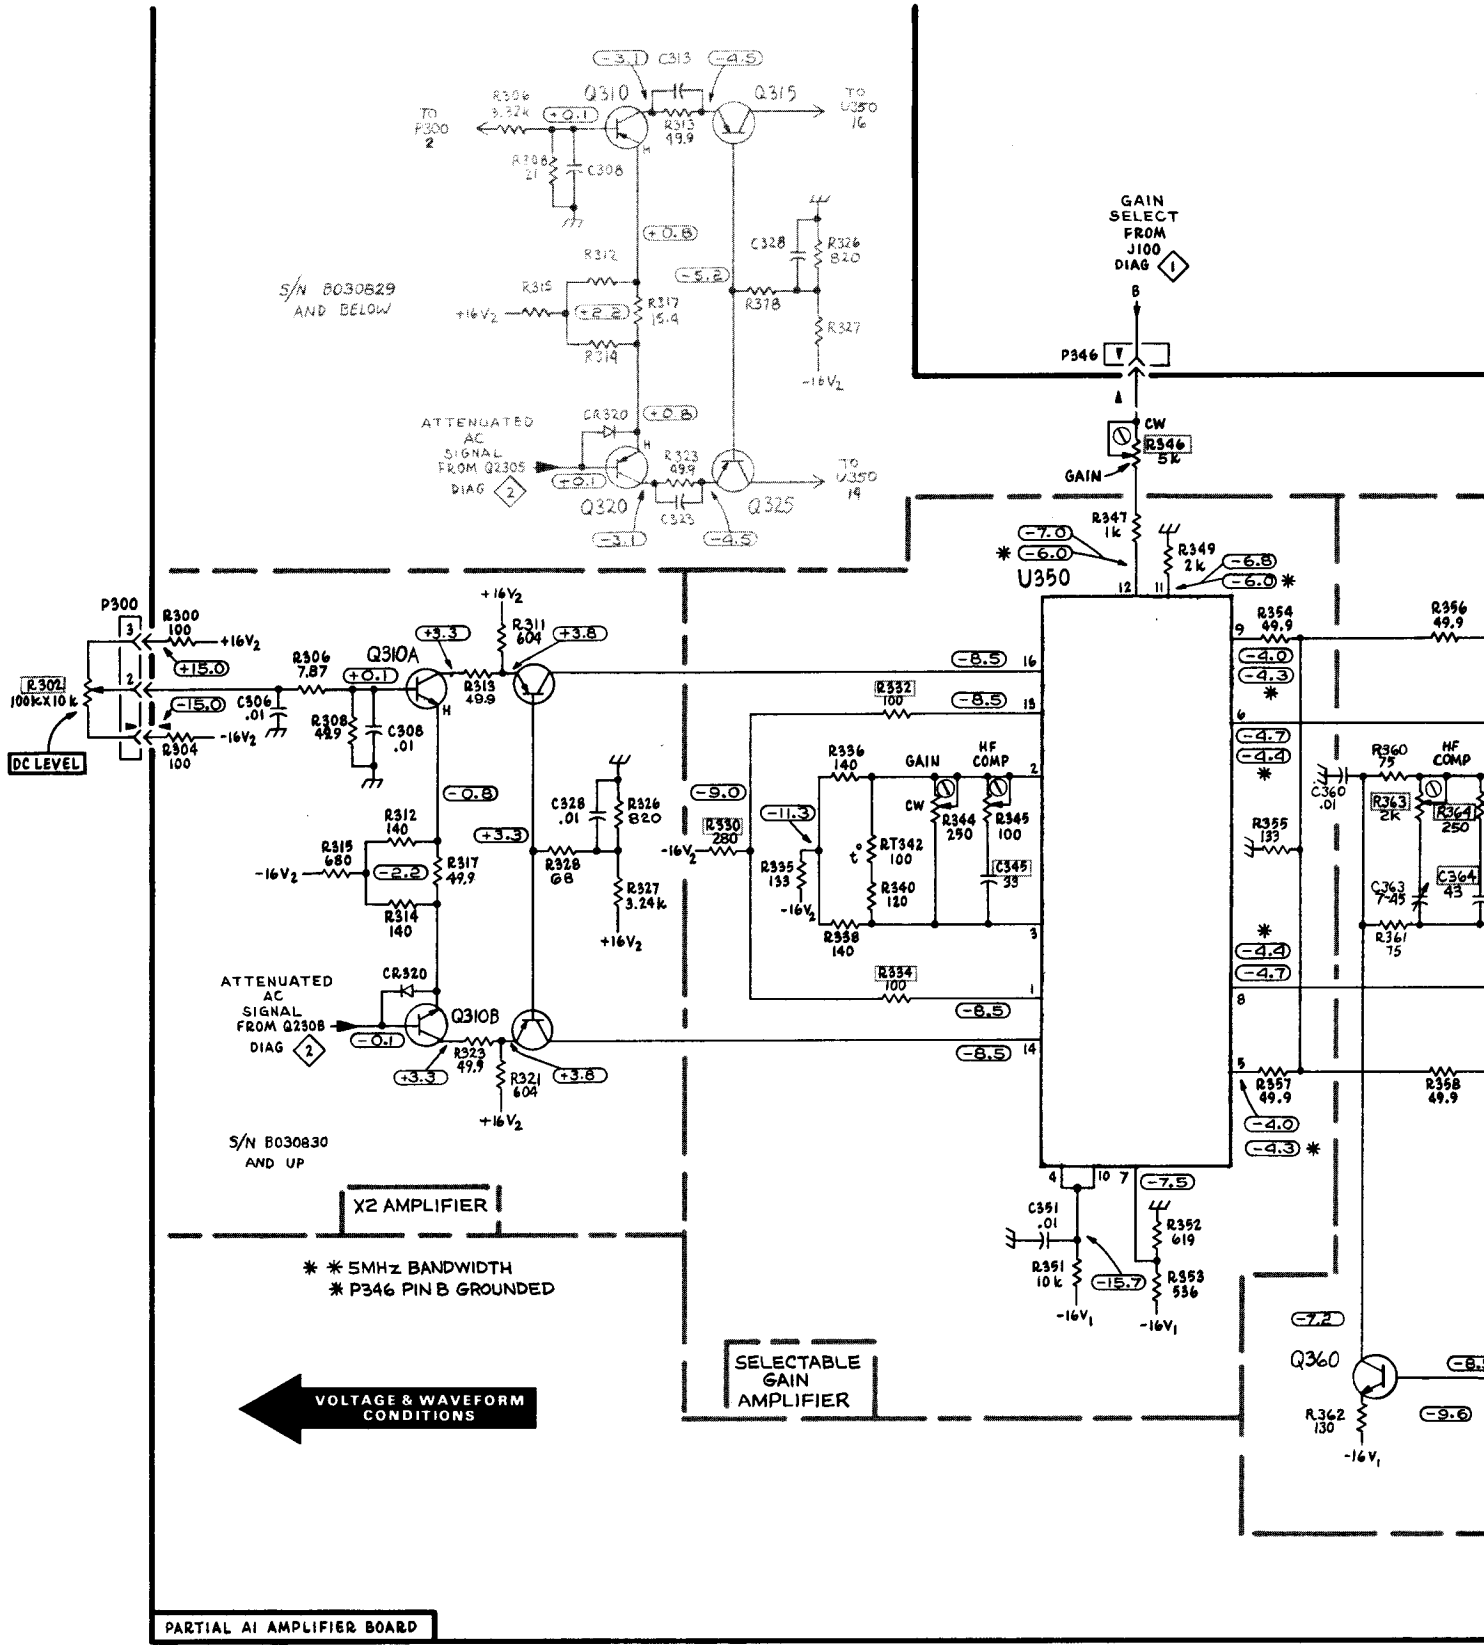 -3.1
C313
-4.5
Q310
Q315
R306
3.32K
+0.1
TO
P300
2
R313
49.9
TO
U350
16
H
R308
21
C308
+0.8
C328
R326
820
R312
-5.2
R315
R317
15.4
R378
S/N B030829
AND BELOW
+16V2
+2.2
R314
R327
-16V2
GAIN
SELECT
FROM
J100
DIAG 1
B
P346
CW
R346
5K
GAIN
ATTENUATED
AC
SIGNAL
FROM Q2305
DIAG 2
CR320
+0.8
H
R323
49.9
TO
U350
14
+0.1
Q320
C323
Q325
-3.1
-4.5
R347
1k
-7.0
* -6.0
U350
R349
2k
-6.8
-6.0 *
12
11
P300
3
R300
100
+16V2
+15.0
2
R302
100kX10k
-15.0
R304
100
-16V2
DC LEVEL
R306
7.87
+0.1
Q310A
C306
.01
R308
49.9
C308
.01
H
+3.3
+16V2
R311
604
+3.8
R313
49.9
-0.8
R312
140
R315
680
-16V2
-2.2
R317
49.9
R314
140
+3.3
C328
.01
R326
820
R328
68
R327
3.24k
+16V2
ATTENUATED
AC
SIGNAL
FROM Q2308
DIAG 2
CR320
Q310B
-0.1
R323
49.9
+3.3
R321
604
+3.8
+16V2
S/N B030830
AND UP
X2 AMPLIFIER
* * 5MHz BANDWIDTH
* P346 PIN B GROUNDED
VOLTAGE & WAVEFORM
CONDITIONS
-8.5
16
R332
100
-8.5
13
R336
140
GAIN
HF
COMP
2
-9.0
-11.3
CW
R344
250
R345
100
-16V2
R330
280
R335
133
-16V2
t°
RT342
100
R340
120
C345
33
R338
140
3
R334
100
1
-8.5
-8.5
14
9
R354
49.9
R356
49.9
-4.0
-4.3
*
6
-4.7
-4.4
*
C360
.01
R360
75
HF
COMP
R363
2K
R364
250
R355
133
C363
7-45
C364
43
R361
75
*
-4.4
-4.7
8
5
R357
49.9
R358
49.9
-4.0
-4.3 *
4
10
7
-7.5
C351
.01
R352
619
R351
10k
-15.7
R353
536
-16V1
-16V1
SELECTABLE
GAIN
AMPLIFIER
-7.2
Q360
R362
130
-9.6
-16V1
PARTIAL A1 AMPLIFIER BOARD